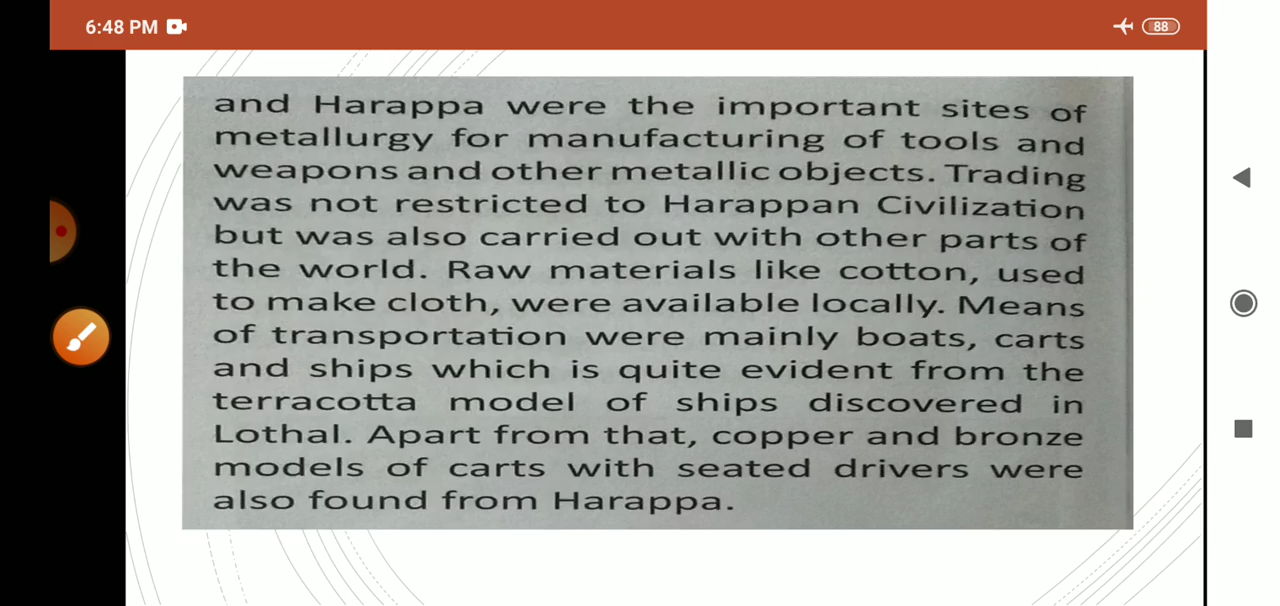 6:48 PM
88
and Harappa were the important sites of
metallurgy for manufacturing of tools and
weapons and other metallic objects. Trading
was not restricted to Harappan Civilization
but was also carried out with other parts of
the world. Raw materials like cotton, used
to make cloth, were available locally. Means
of transportation were mainly boats, carts
and ships which is quite evident from the
terracotta model of ships discovered in
Lothal. Apart from that, copper and bronze
models of carts with seated drivers were
also found from Harappa.